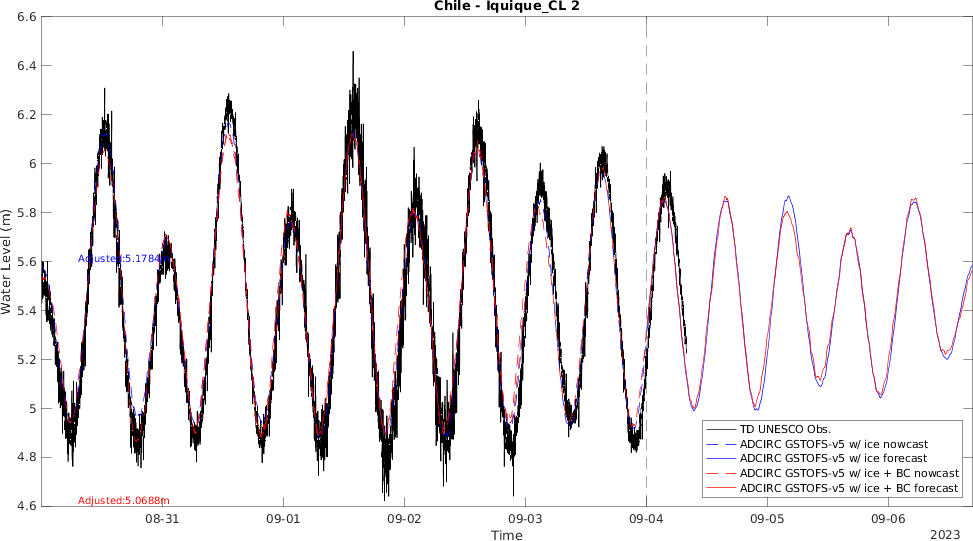 Chile - Iquique_CL 2
Water Level (m)
6.6
6.4
6.2
6
5.8
5.6
5.4
5.2
5
4.8
4.6
Adjusted:5.1784m
Adjusted:5.0688m
TD UNESCO Obs.
ADCIRC GSTOFS-v5 w/ ice nowcast
ADCIRC GSTOFS-v5 w/ ice forecast
ADCIRC GSTOFS-v5 w/ ice + BC nowcast
ADCIRC GSTOFS-v5 w/ ice + BC forecast
08-31 09-01 09-02 09-03 09-04 09-05 09-06
Time
2023